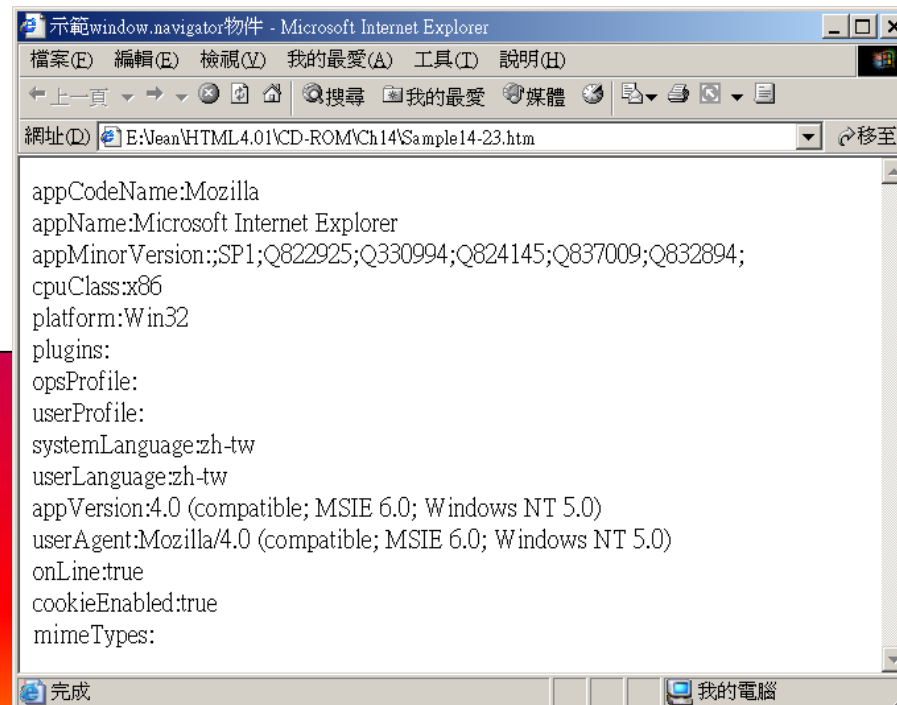 示範window.navigator物件 - Microsoft Internet Explorer
檔案(F) 編輯(E) 檢視(V) 我的最愛(A) 工具(T) 說明(H)
上一頁 搜尋 我的最愛 媒體
網址(D) E:\Jean\HTML4.01\CD-ROM\Ch14\Sample14-23.htm 移至
appCodeName:Mozilla
appName:Microsoft Internet Explorer
appMinorVersion:;SP1;Q822925;Q330994;Q824145;Q837009;Q832894;
cpuClass:x86
platform:Win32
plugins:
opsProfile:
userProfile:
systemLanguage:zh-tw
userLanguage:zh-tw
appVersion:4.0 (compatible; MSIE 6.0; Windows NT 5.0)
userAgent:Mozilla/4.0 (compatible; MSIE 6.0; Windows NT 5.0)
onLine:true
cookieEnabled:true
mimeTypes:
完成 我的電腦